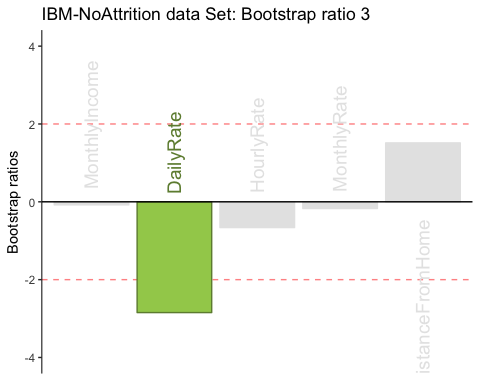 IBM-NoAttrition data Set: Bootstrap ratio 3
Bootstrap ratios
4
2
0
-2
-4
MonthlyIncome
DailyRate
HourlyRate
MonthlyRate
istanceFromHome